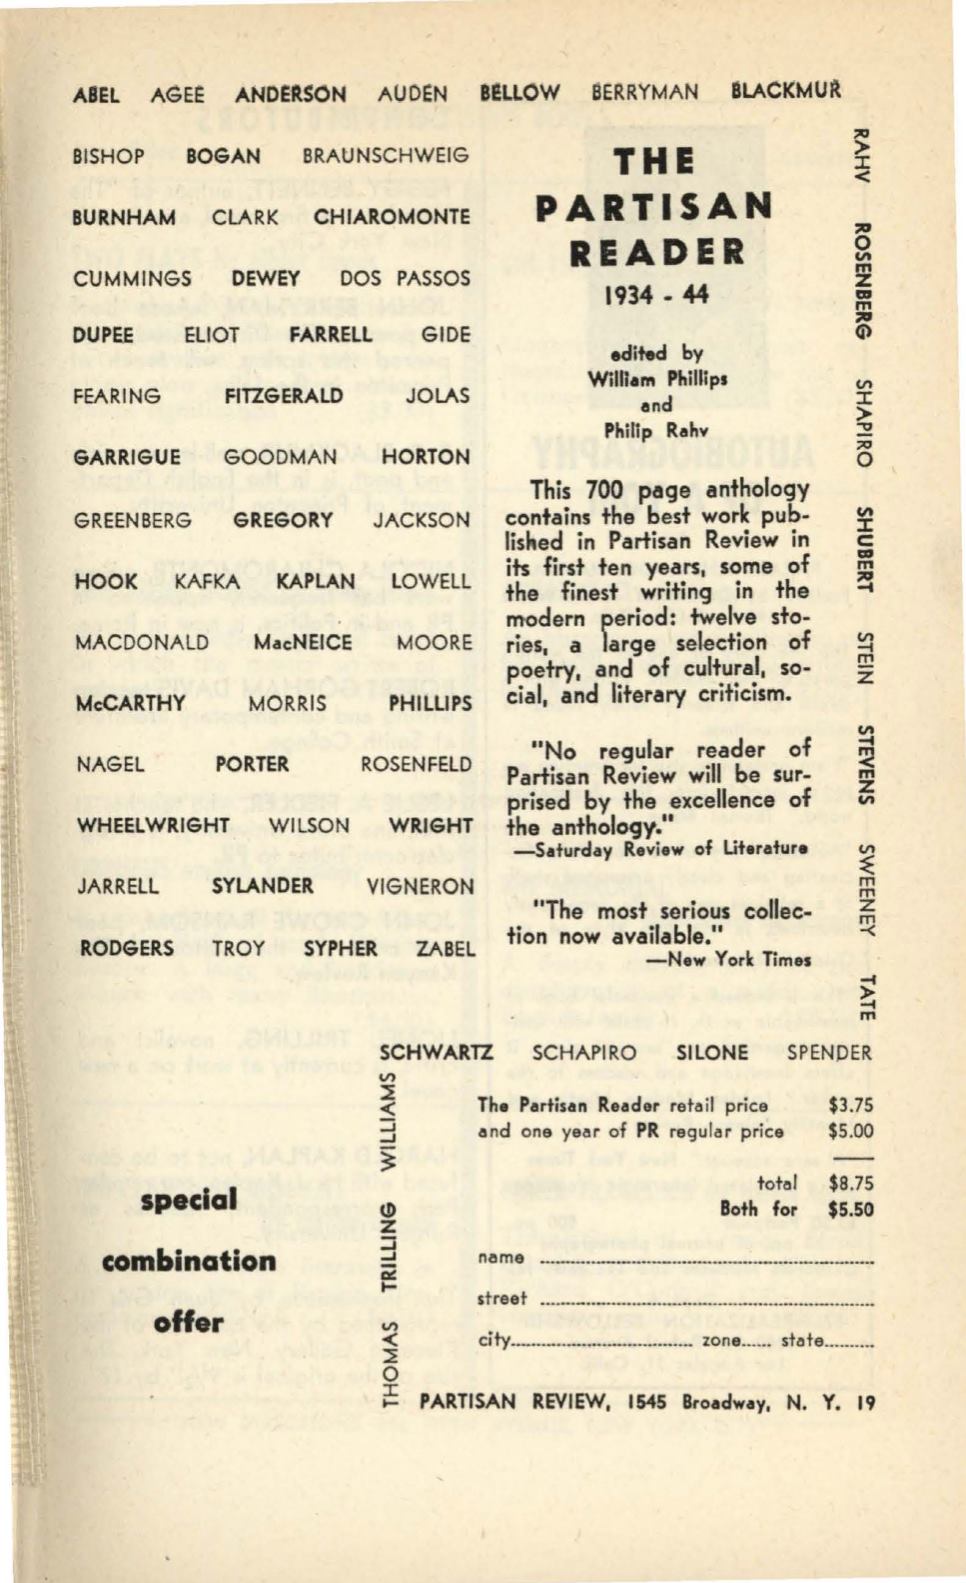 ABEL AGEE ANDERSON AUDEN BELLOW BERRYMAN BLACKMUR
BISHOP BOGAN BRAUNSCHWEIG
BURNHAM CLARK CHIAROMONTE
CUMMINGS DEWEY DOS PASSOS
DUPEE ELIOT FARRELL GIDE
FEARING FITZGERALD JOLAS
GARRIGUE GOODMAN HORTON
GREENBERG GREGORY JACKSON
HOOK KAFKA KAPLAN LOWELL
MACDONALD MacNEICE MOORE
McCARTHY MORRIS PHILLIPS
NAGEL PORTER ROSENFELD
WHEELWRIGHT WILSON WRIGHT
JARRELL SYLANDER VIGNERON
RODGERS TROY SYPHER ZABEL
THE
PARTISAN
READER
1934 - 44
edited by
William Phillips
and
Philip Rahv
This 700 page anthology
contains the best work pub-
lished in Partisan Review in
its first ten years, some of
the finest writing in the
modern period: twelve sto-
ries, a large selection of
poetry, and of cultural, so-
cial, and literary criticism.
"No regular reader of
Partisan Review will be sur-
prised by the excellence of
the anthology."
—Saturday Review of Literature
"The most serious collec-
tion now available."
—New York Times
RAHV ROSENBERG SHAPIRO SHUBERT STEIN STEVENS SWEENEY TATE
SCHWARTZ SCHAPIRO SILONE SPENDER
THOMAS TRILLING WILLIAMS
special
combination
offer
The Partisan Reader retail price $3.75
and one year of PR regular price $5.00
total $8.75
Both for $5.50
name
street
city zone state
PARTISAN REVIEW, 1545 Broadway, N. Y. 19